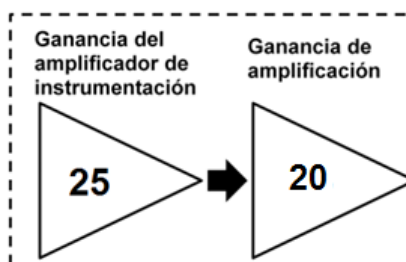 Ganancia del
amplificador de
instrumentación
25
Ganancia de
amplificación
20